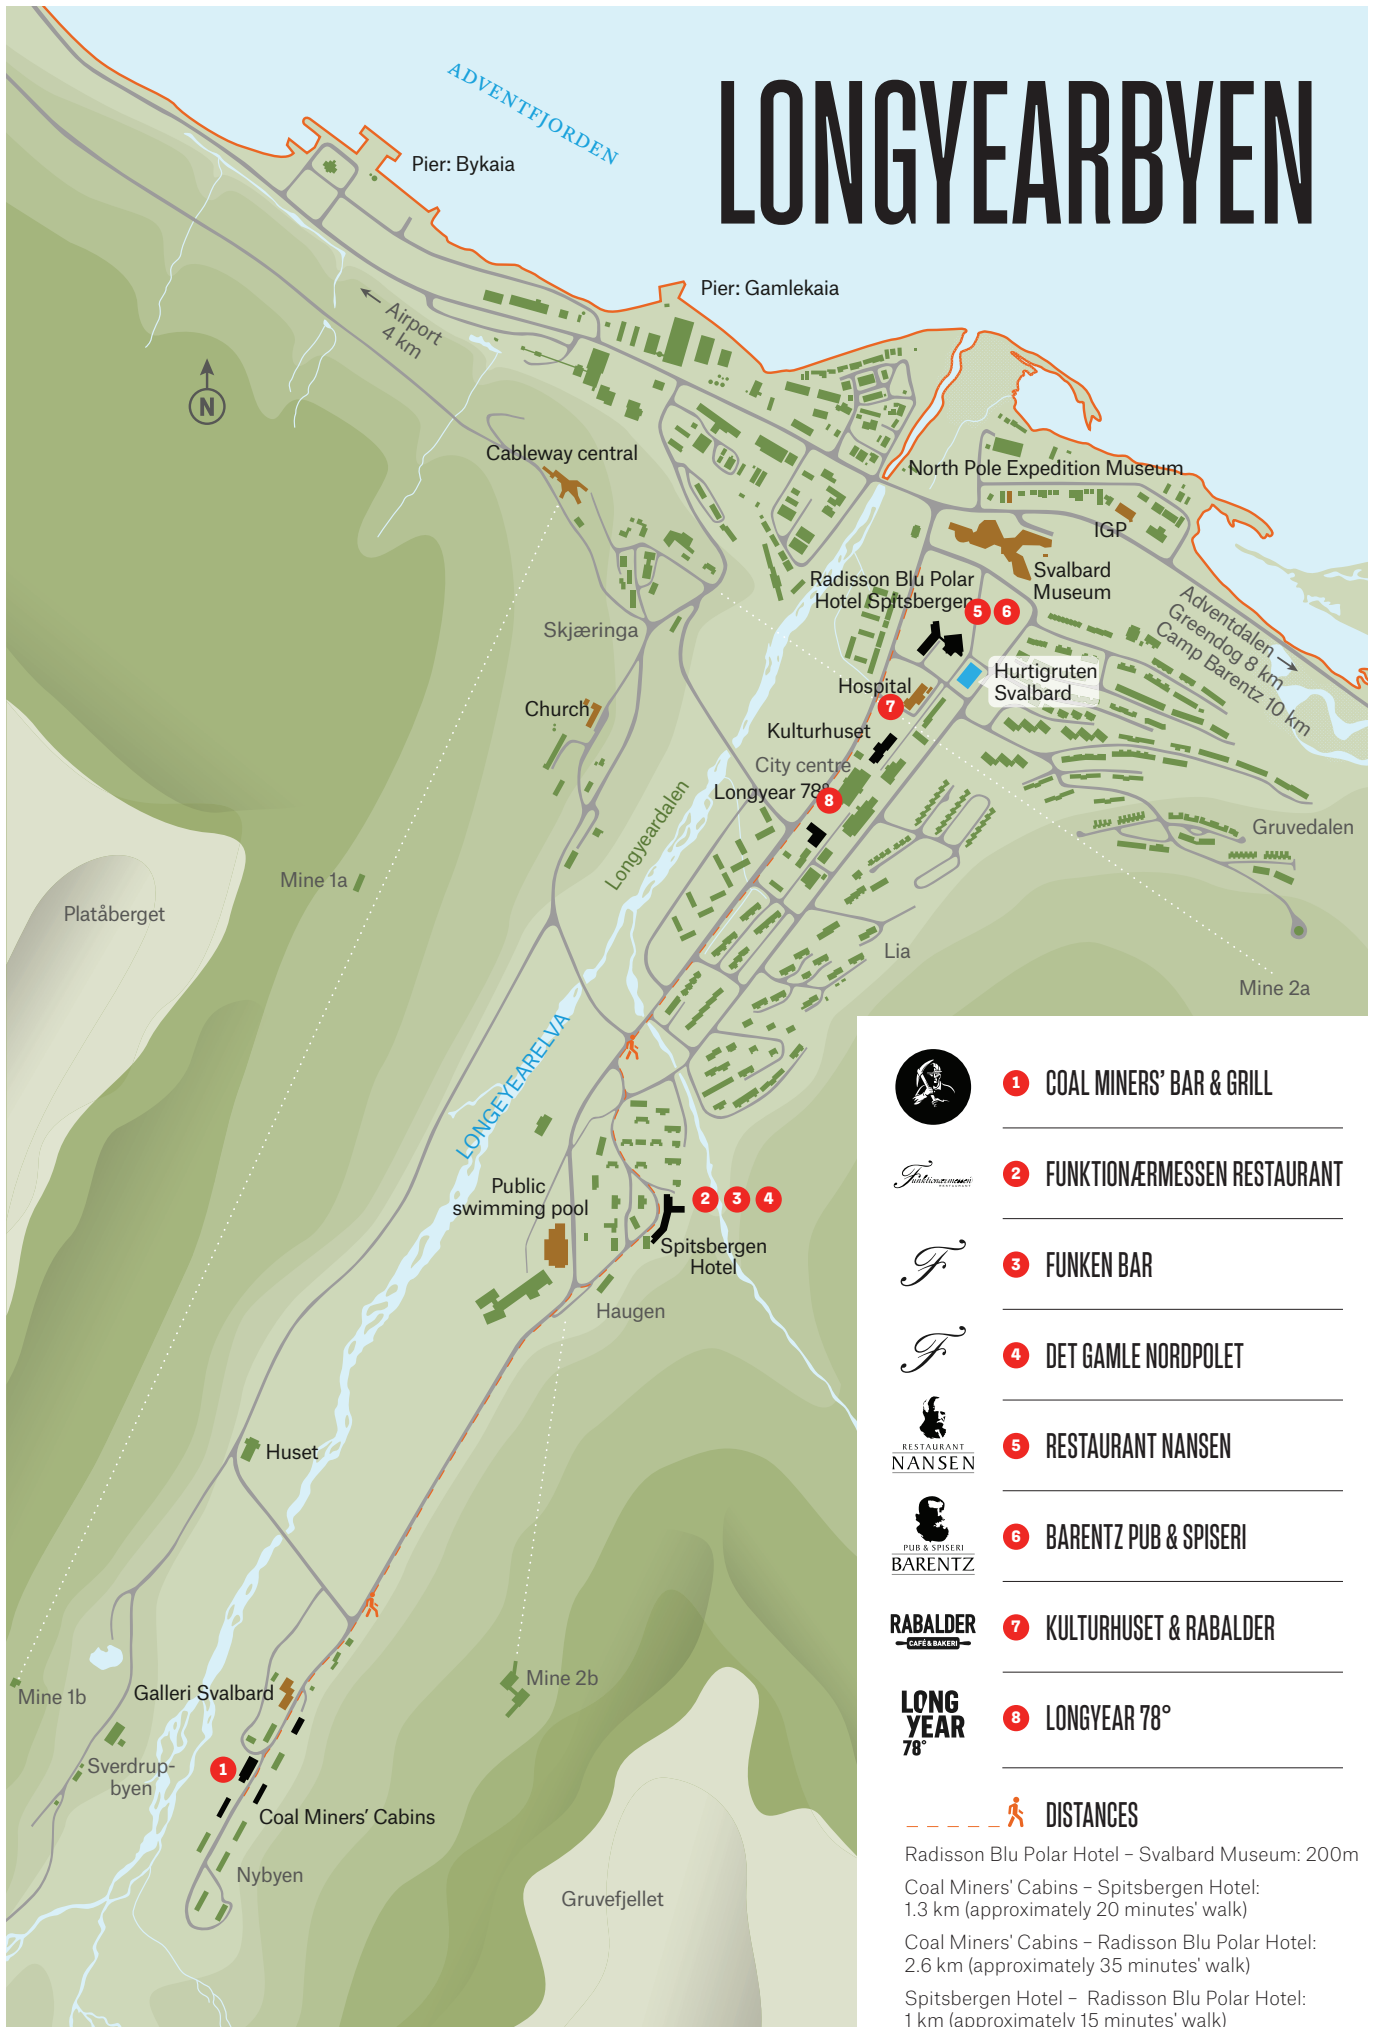 LONGYEARBYEN
ADVENTFJORDEN
Pier: Bykaia
Pier: Gamlekaia
Airport
4 km
N
Cableway central
North Pole Expedition Museum
IGP
Svalbard
Museum
Radisson Blu Polar
Hotel Spitsbergen
5 6
Adventdalen
Greendog 8 km
Camp Barentz 10 km
Skjæringa
Hurtigruten
Svalbard
Hospital
7
Church
Kulturhuset
City centre
Longyear 78°
8
Longyeardalen
Gruvedalen
Mine 1a
Platåberget
Lia
Mine 2a
LONGEYEARELVA
Public
swimming pool
2 3 4
Spitsbergen
Hotel
Haugen
Huset
Mine 1b
Galleri Svalbard
Mine 2b
Sverdrup-
byen
1
Coal Miners' Cabins
Nybyen
Gruvefjellet
1 COAL MINERS' BAR & GRILL
Funktionærmessen
RESTAURANT
2 FUNKTIONÆRMESSEN RESTAURANT
F
3 FUNKEN BAR
F
4 DET GAMLE NORDPOLET
RESTAURANT
NANSEN
5 RESTAURANT NANSEN
PUB & SPISERI
BARENTZ
6 BARENTZ PUB & SPISERI
RABALDER
CAFÉ & BAKERI
7 KULTURHUSET & RABALDER
LONG
YEAR
78°
8 LONGYEAR 78°
DISTANCES
Radisson Blu Polar Hotel – Svalbard Museum: 200m
Coal Miners' Cabins – Spitsbergen Hotel:
1.3 km (approximately 20 minutes' walk)
Coal Miners' Cabins – Radisson Blu Polar Hotel:
2.6 km (approximately 35 minutes' walk)
Spitsbergen Hotel – Radisson Blu Polar Hotel:
1 km (approximately 15 minutes' walk)